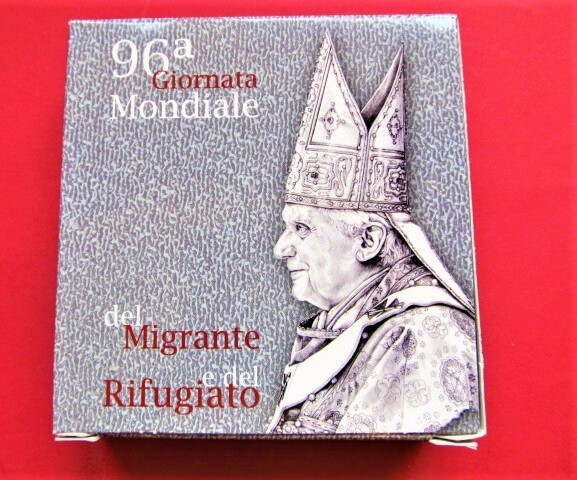 96a
Giornata
Mondiale
del
Migrante
e del
Rifugiato